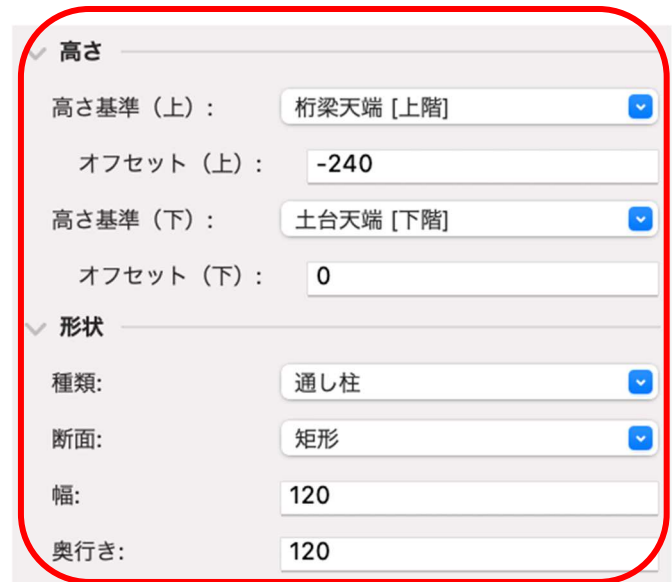 高さ
高さ基準（上）: 桁梁天端 [上階]
オフセット（上）: -240
高さ基準（下）: 土台天端 [下階]
オフセット（下）: 0
形状
種類: 通し柱
断面: 矩形
幅: 120
奥行き: 120